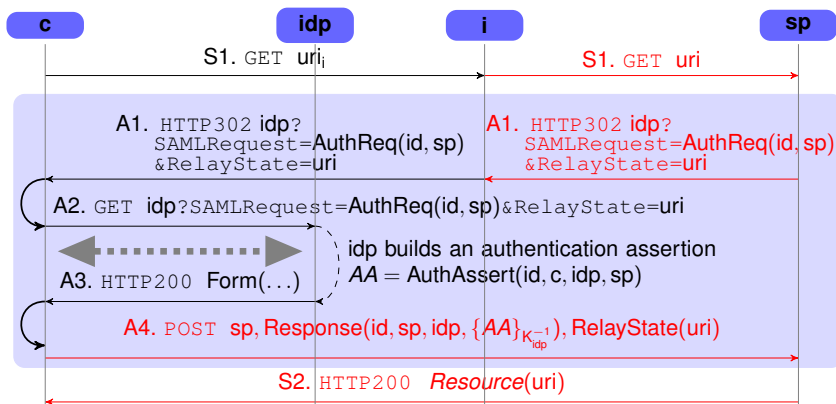 c idp i sp
S1. GET uri_i S1. GET uri
A1. HTTP302 idp? A1. HTTP302 idp?
SAMLRequest=AuthReq(id, sp) SAMLRequest=AuthReq(id, sp)
&RelayState=uri &RelayState=uri
A2. GET idp?SAMLRequest=AuthReq(id, sp)&RelayState=uri
idp builds an authentication assertion
AA = AuthAssert(id, c, idp, sp)
A3. HTTP200 Form(...)
A4. POST sp, Response(id, sp, idp, {AA}_{K_{idp}^{-1}}), RelayState(uri)
S2. HTTP200 Resource(uri)